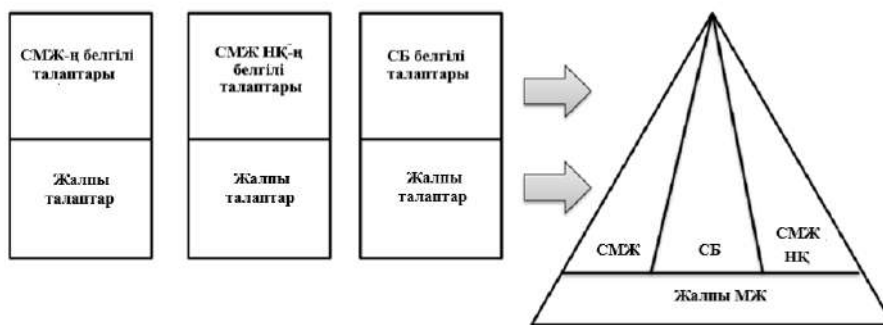 СМЖ-ң белгілі
талаптары
СМЖ НҚ-ң
белгілі
талаптары
СБ белгілі
талаптары
Жалпы
талаптар
Жалпы
талаптар
Жалпы
талаптар
СМЖ
СБ
СМЖ
НҚ
Жалпы МЖ